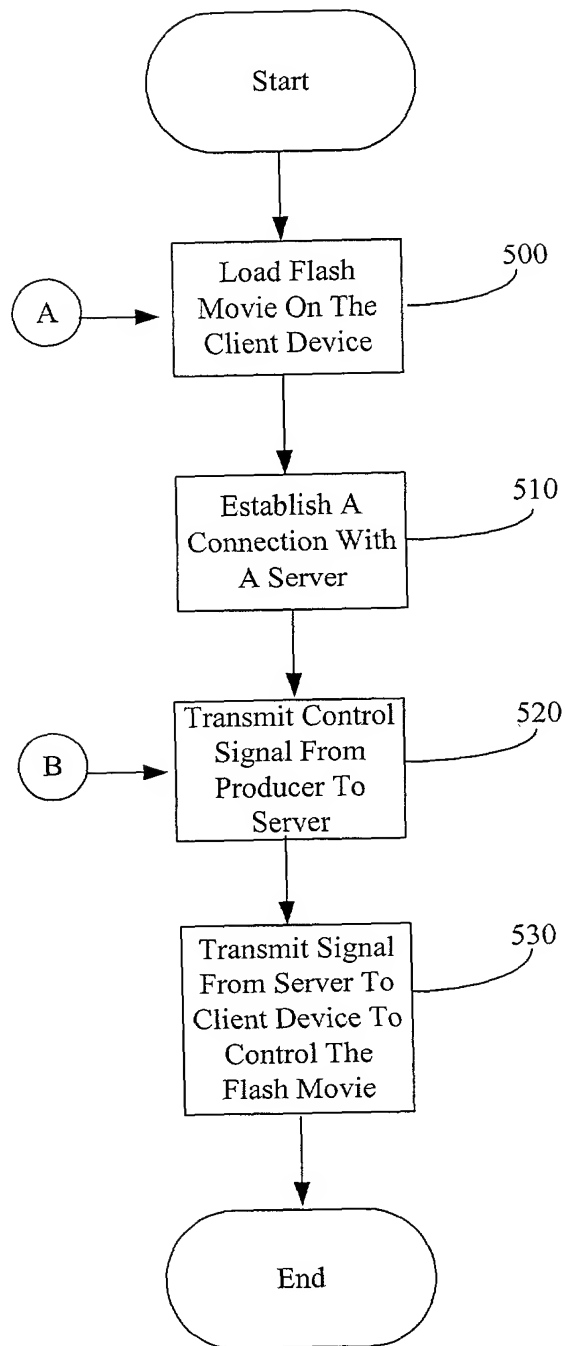 Start
500
Load Flash
Movie On The
Client Device
A
510
Establish A
Connection With
A Server
520
Transmit Control
Signal From
Producer To
Server
B
530
Transmit Signal
From Server To
Client Device To
Control The
Flash Movie
End